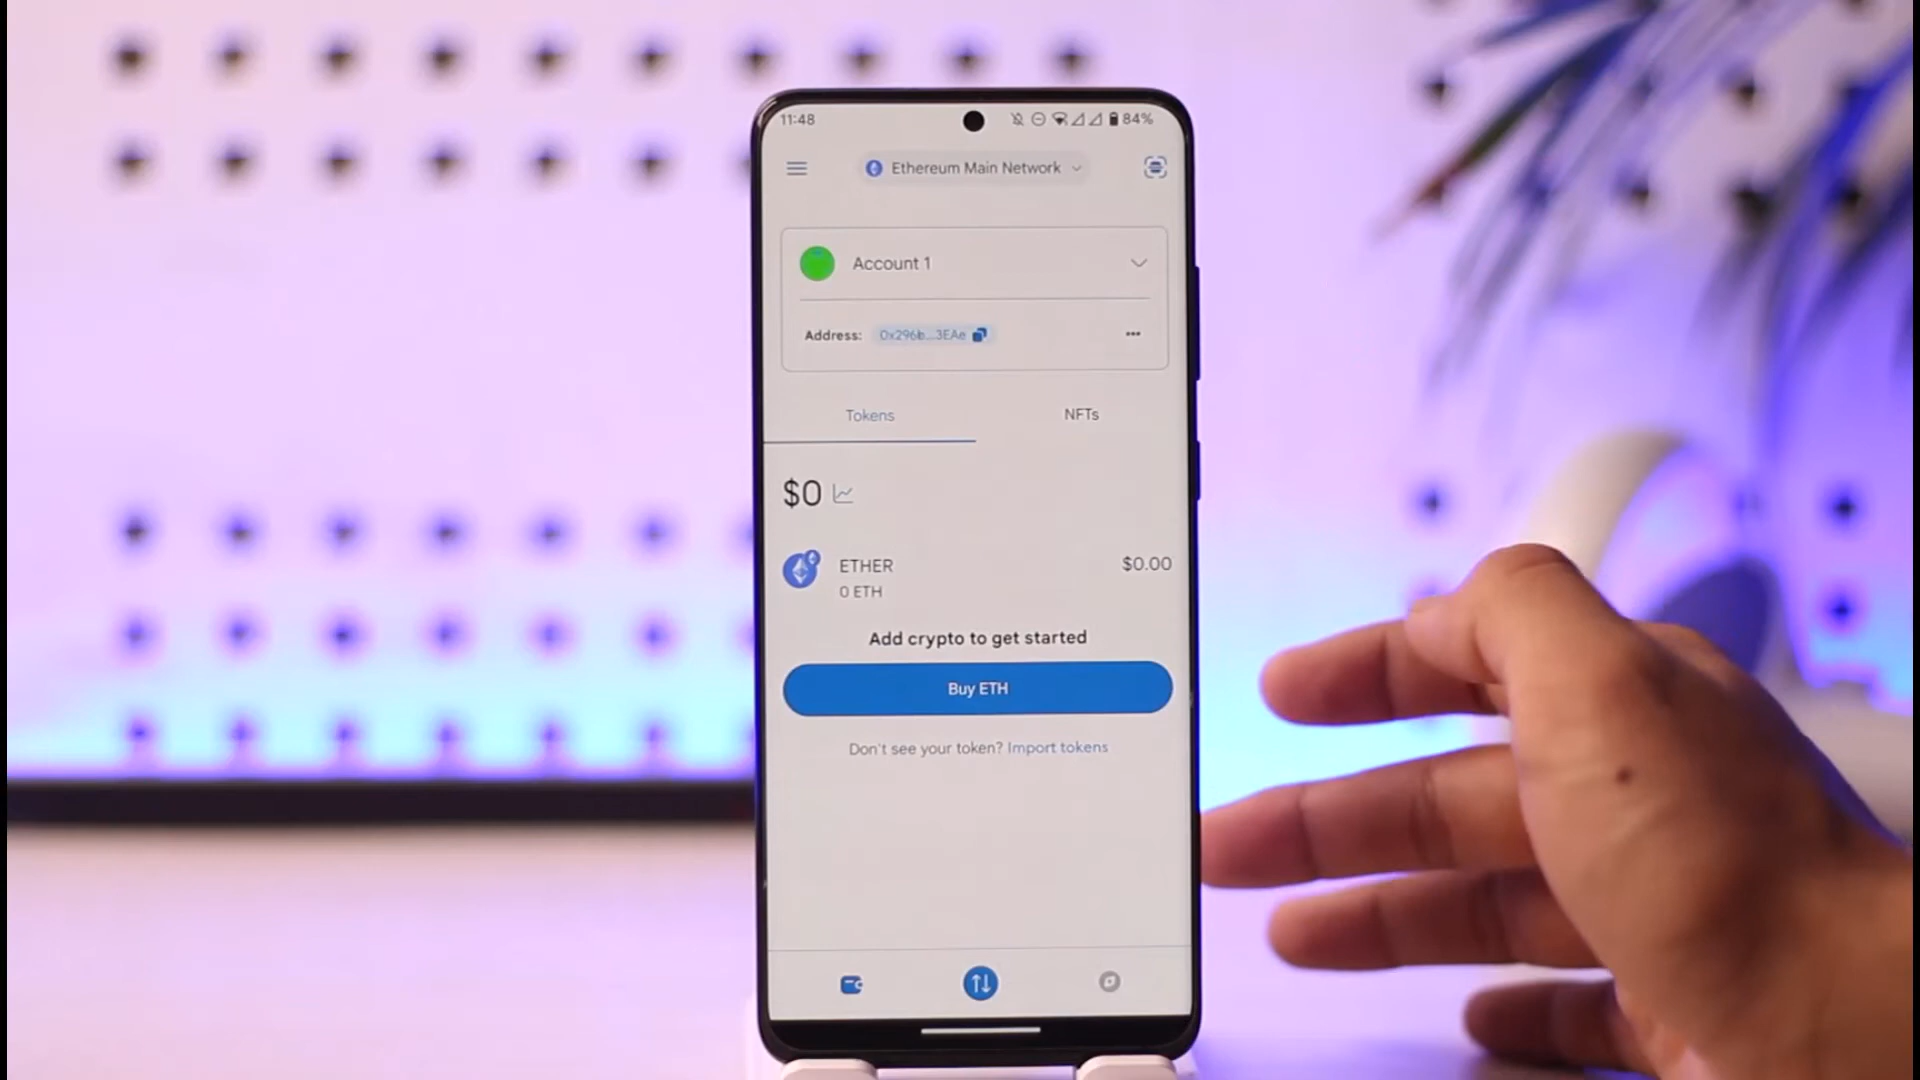 11:48
84%
Ethereum Main Network
Account 1
Address: 0x296b...3EAe
Tokens
NFTs
$0
ETHER
$0.00
0 ETH
Add crypto to get started
Buy ETH
Don't see your token? Import tokens